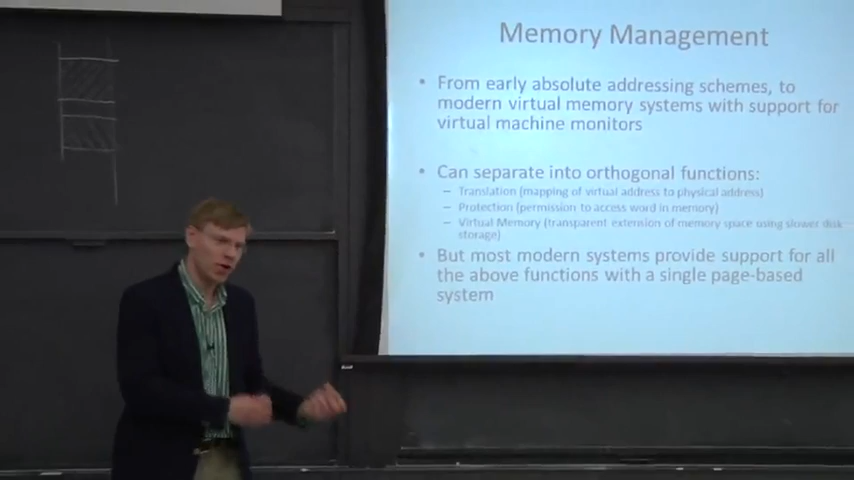 Memory Management
• From early absolute addressing schemes, to
modern virtual memory systems with support for
virtual machine monitors
• Can separate into orthogonal functions:
– Translation (mapping of virtual address to physical address)
– Protection (permission to access word in memory)
– Virtual Memory (transparent extension of memory space using slower disk
storage)
• But most modern systems provide support for all
the above functions with a single page-based
system